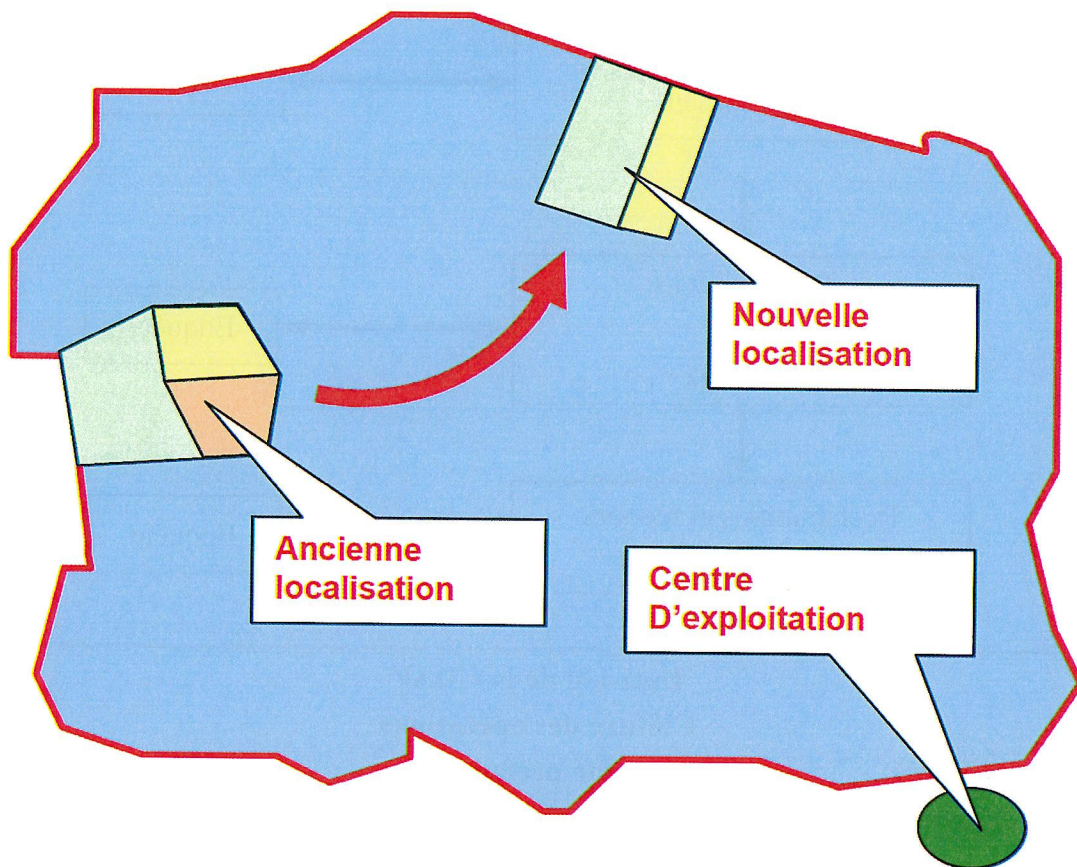 Nouvelle
localisation
Ancienne
localisation
Centre
D'exploitation